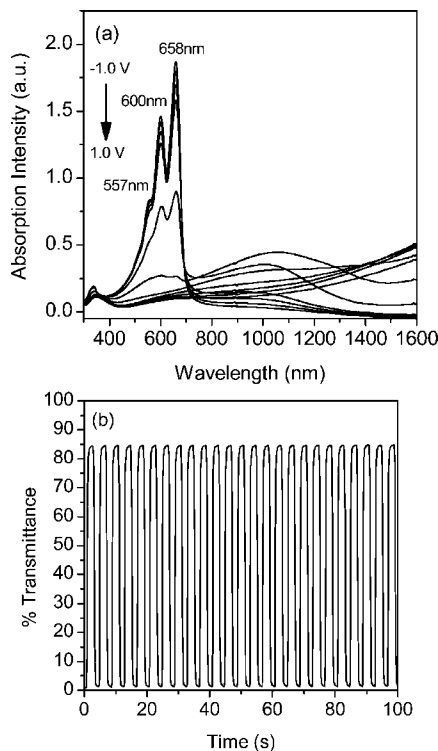 (a)
658nm
-1.0 V
600nm
1.0 V
557nm
Absorption Intensity (a.u.)
2.0
1.5
1.0
0.5
0.0
400 600 800 1000 1200 1400 1600
Wavelength (nm)
(b)
% Transmittance
100
90
80
70
60
50
40
30
20
10
0
0 20 40 60 80 100
Time (s)